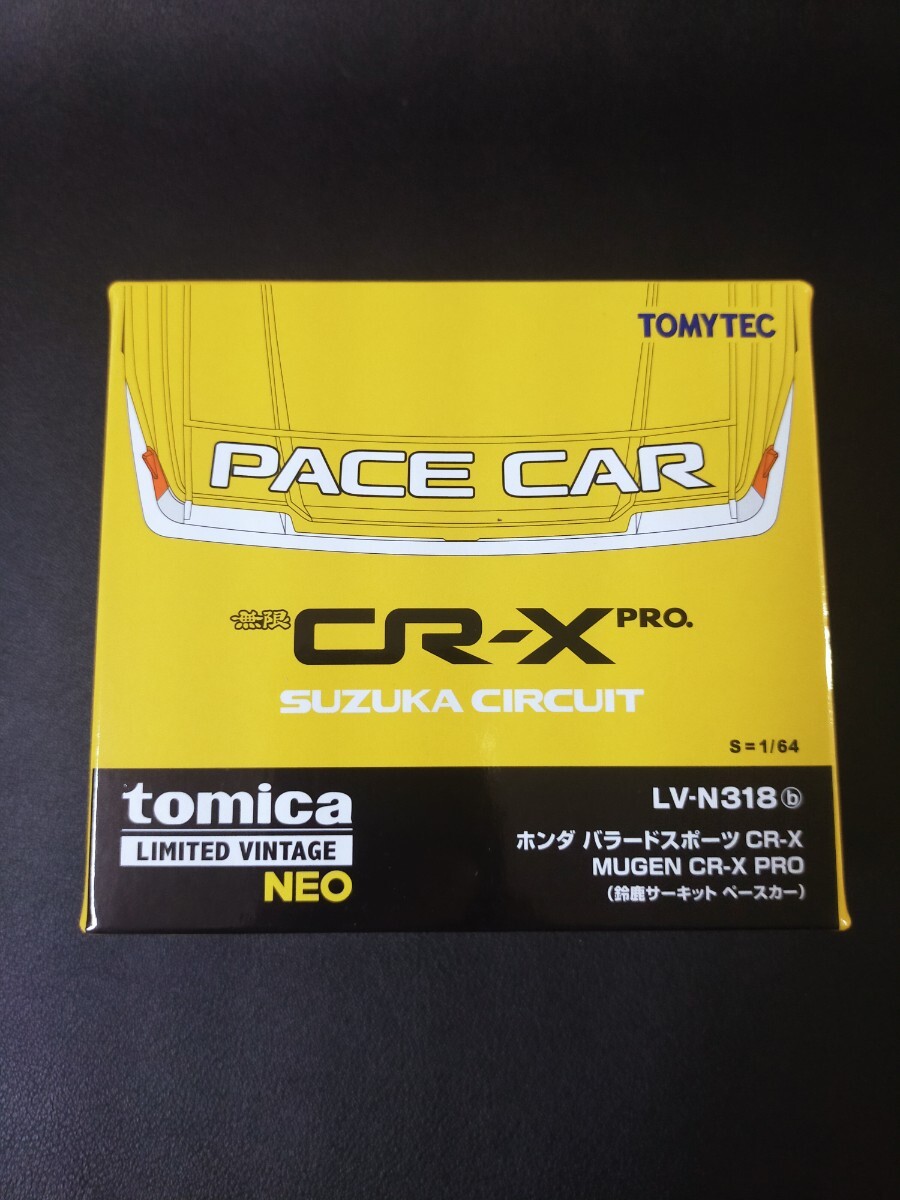 TOMYTEC
PACE CAR
無限 CR-X PRO.
SUZUKA CIRCUIT
S=1/64
tomica
LIMITED VINTAGE
NEO
LV-N318 ⓑ
ホンダ バラードスポーツ CR-X
MUGEN CR-X PRO
(鈴鹿サーキット ペースカー)